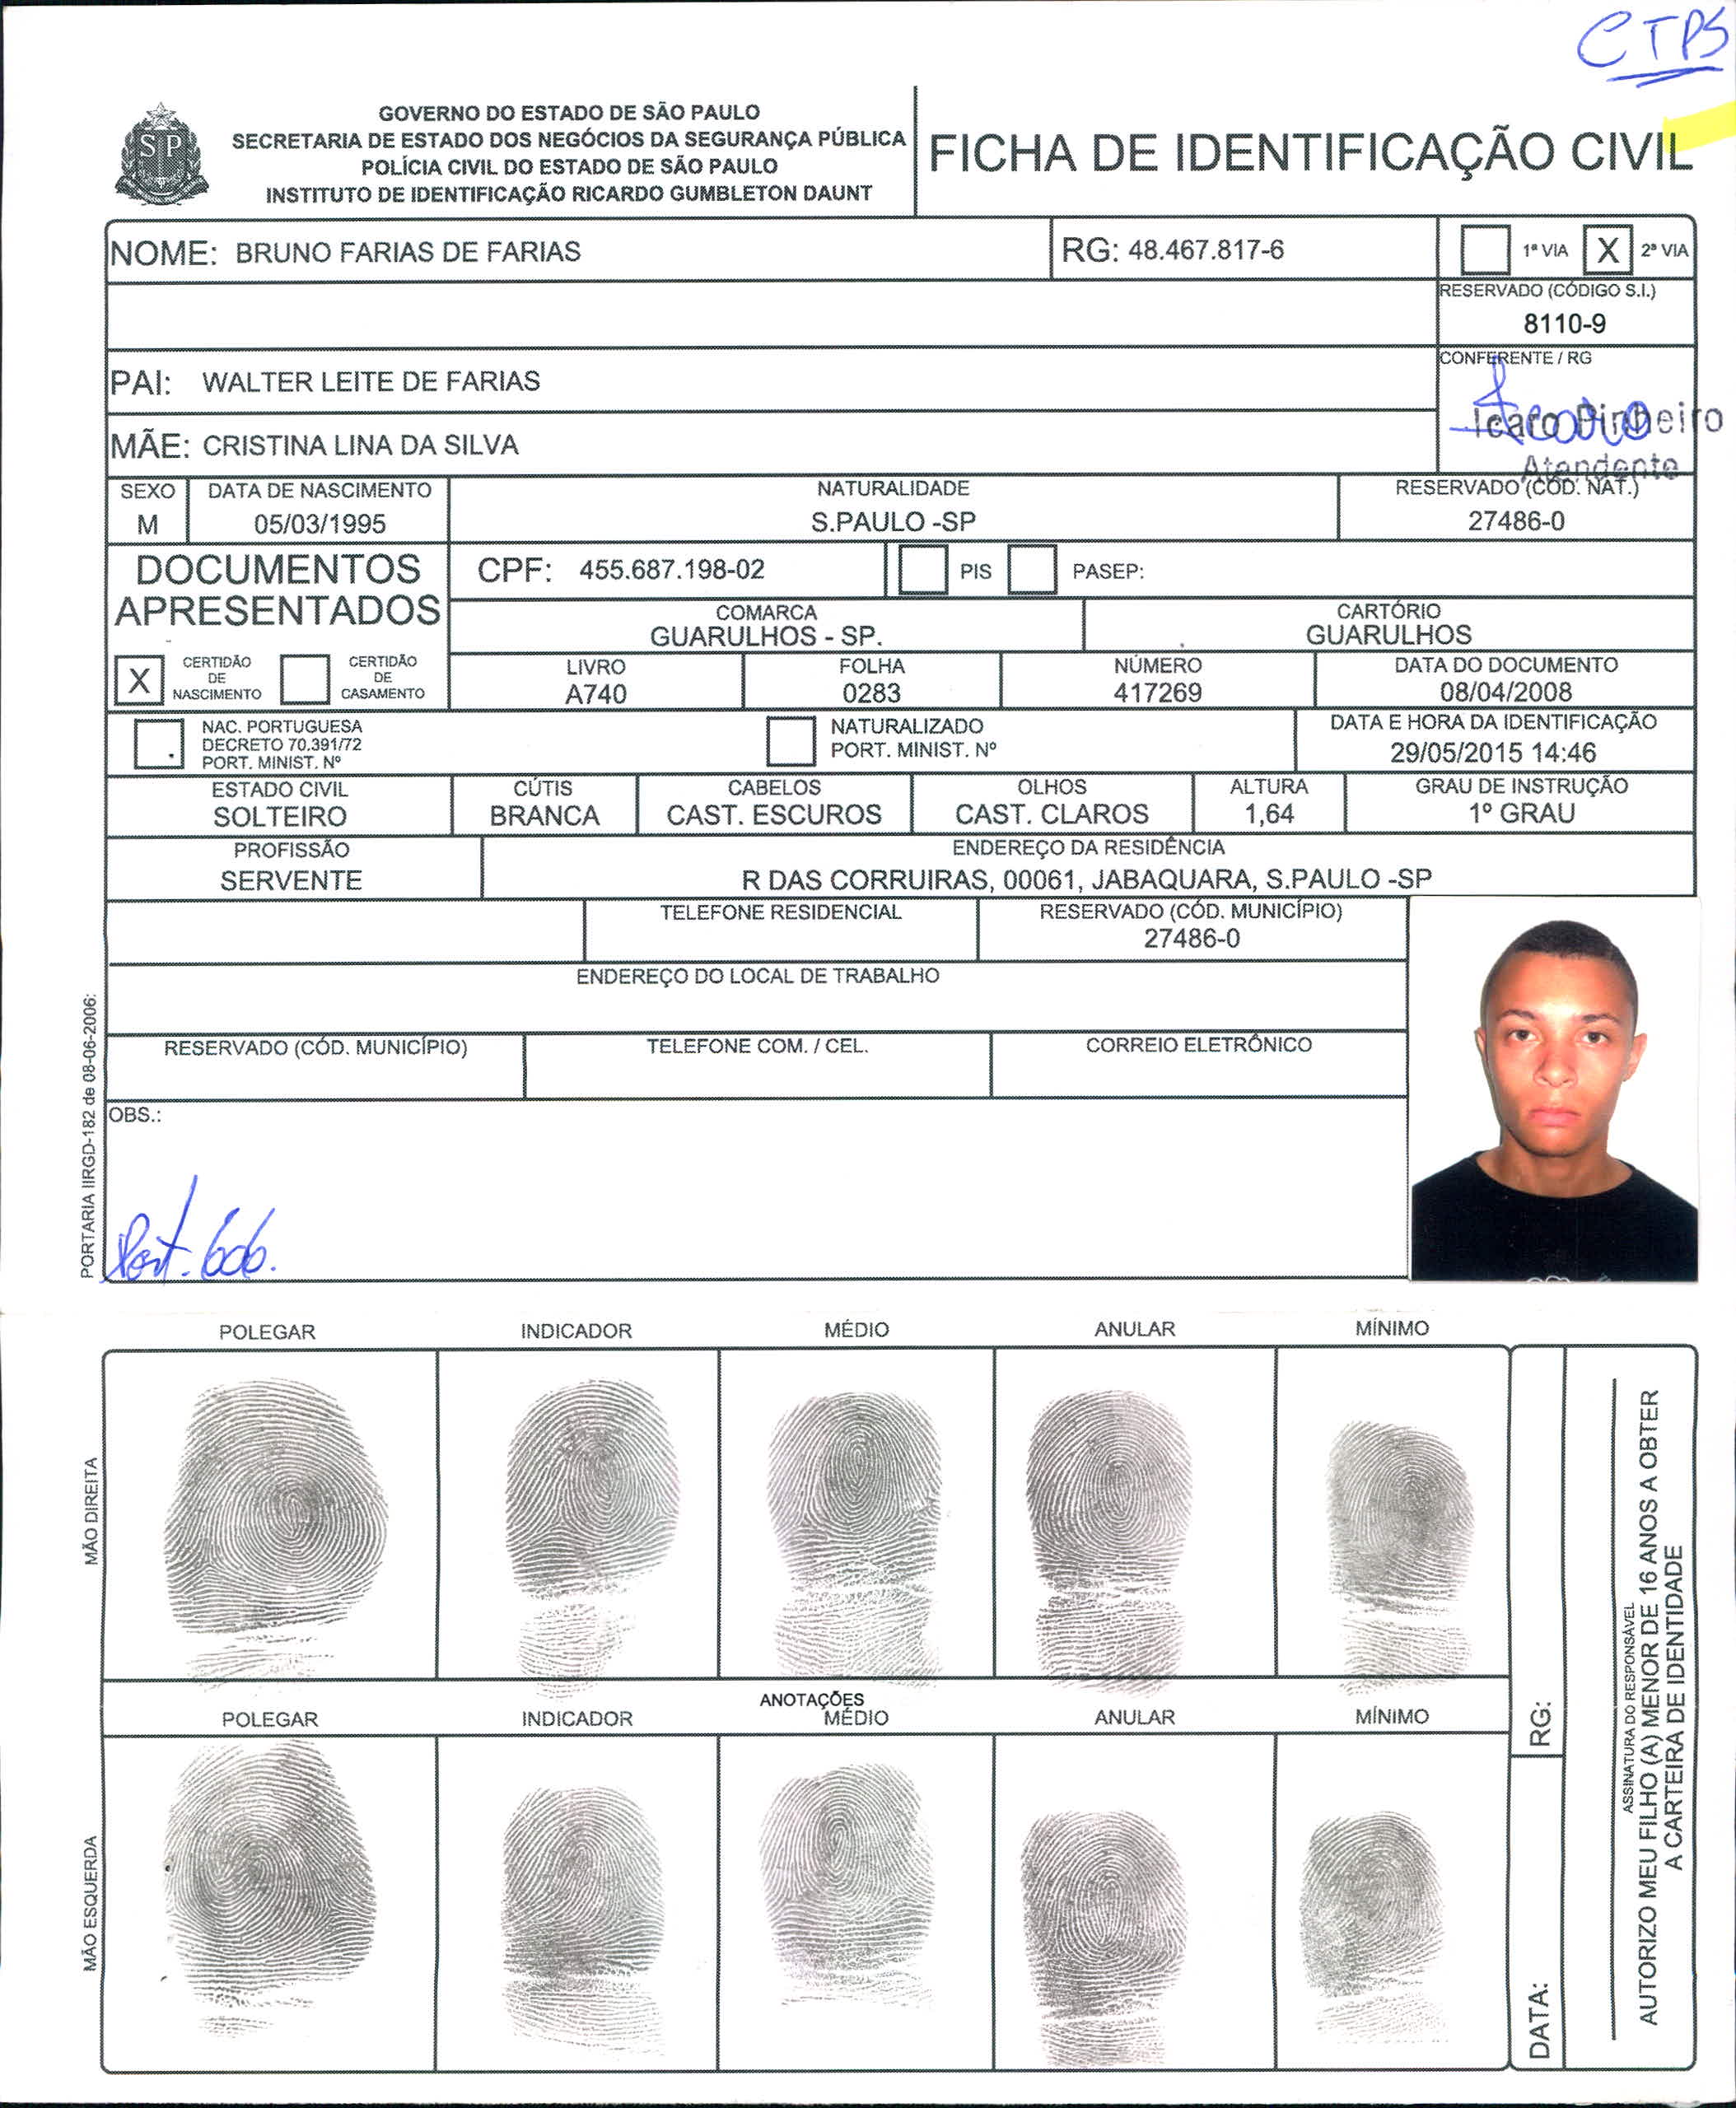 CTPS
SP
GOVERNO DO ESTADO DE SÃO PAULO
SECRETARIA DE ESTADO DOS NEGÓCIOS DA SEGURANÇA PÚBLICA
POLÍCIA CIVIL DO ESTADO DE SÃO PAULO
INSTITUTO DE IDENTIFICAÇÃO RICARDO GUMBLETON DAUNT
FICHA DE IDENTIFICAÇÃO CIVIL
NOME: BRUNO FARIAS DE FARIAS
RG: 48.467.817-6
1ª VIA X 2ª VIA
RESERVADO (CÓDIGO S.I.)
8110-9
PAI: WALTER LEITE DE FARIAS
CONFERENTE / RG
Icaro Pinheiro
Atendente
MÃE: CRISTINA LINA DA SILVA
SEXO
M
DATA DE NASCIMENTO
05/03/1995
NATURALIDADE
S.PAULO -SP
RESERVADO (COD. NAT.)
27486-0
DOCUMENTOS
APRESENTADOS
CPF: 455.687.198-02
PIS
PASEP:
COMARCA
GUARULHOS - SP.
CARTÓRIO
GUARULHOS
X
CERTIDÃO
DE
NASCIMENTO
CERTIDÃO
DE
CASAMENTO
LIVRO
A740
FOLHA
0283
NÚMERO
417269
DATA DO DOCUMENTO
08/04/2008
NAC. PORTUGUESA
DECRETO 70.391/72
PORT. MINIST. Nº
NATURALIZADO
PORT. MINIST. Nº
DATA E HORA DA IDENTIFICAÇÃO
29/05/2015 14:46
ESTADO CIVIL
SOLTEIRO
CÚTIS
BRANCA
CABELOS
CAST. ESCUROS
OLHOS
CAST. CLAROS
ALTURA
1,64
GRAU DE INSTRUÇÃO
1º GRAU
PROFISSÃO
SERVENTE
ENDEREÇO DA RESIDÊNCIA
R DAS CORRUIRAS, 00061, JABAQUARA, S.PAULO -SP
TELEFONE RESIDENCIAL
RESERVADO (CÓD. MUNICÍPIO)
27486-0
ENDEREÇO DO LOCAL DE TRABALHO
RESERVADO (CÓD. MUNICÍPIO)
TELEFONE COM. / CEL.
CORREIO ELETRÔNICO
OBS.:
PORTARIA IIRGD-182 de 08-06-2006:
POLEGAR
INDICADOR
MÉDIO
ANULAR
MÍNIMO
MÃO DIREITA
ANOTAÇÕES
POLEGAR
INDICADOR
MÉDIO
ANULAR
MÍNIMO
MÃO ESQUERDA
RG:
DATA:
ASSINATURA DO RESPONSÁVEL
AUTORIZO MEU FILHO (A) MENOR DE 16 ANOS A OBTER
A CARTEIRA DE IDENTIDADE